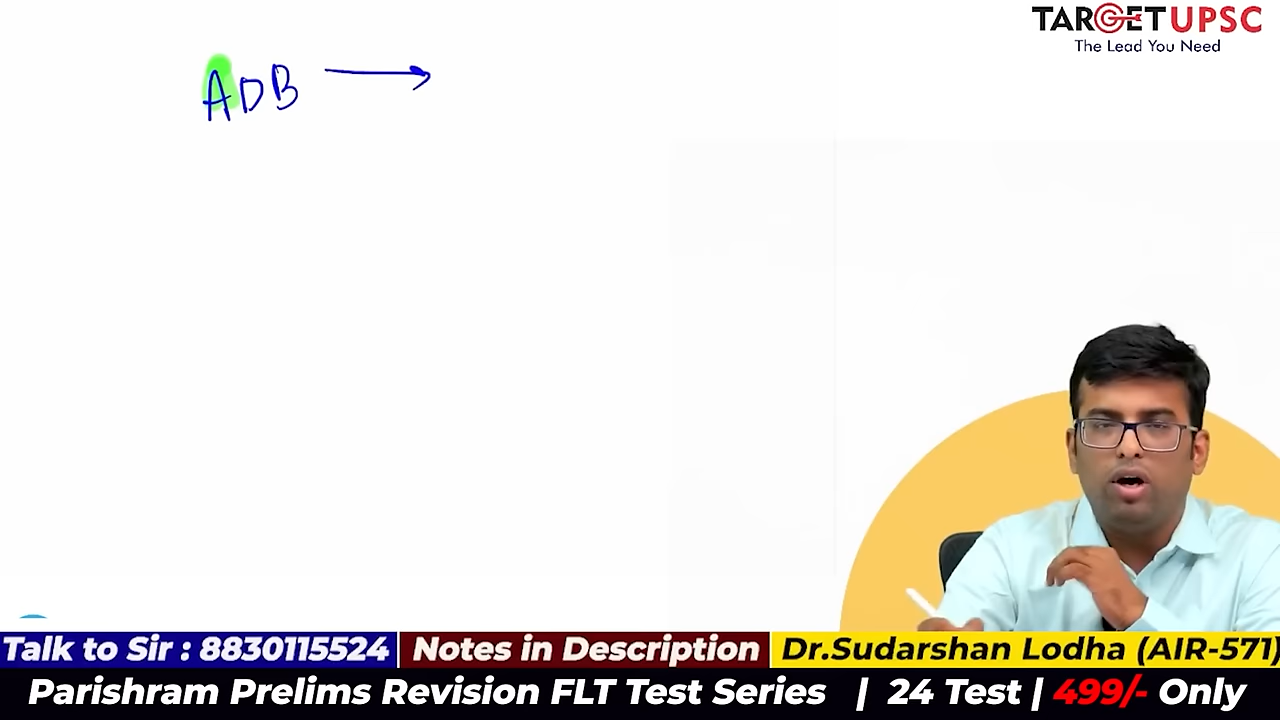 TARGET UPSC
The Lead You Need
ADB
Talk to Sir : 8830115524
Notes in Description
Dr.Sudarshan Lodha (AIR-571)
Parishram Prelims Revision FLT Test Series | 24 Test | 499/- Only